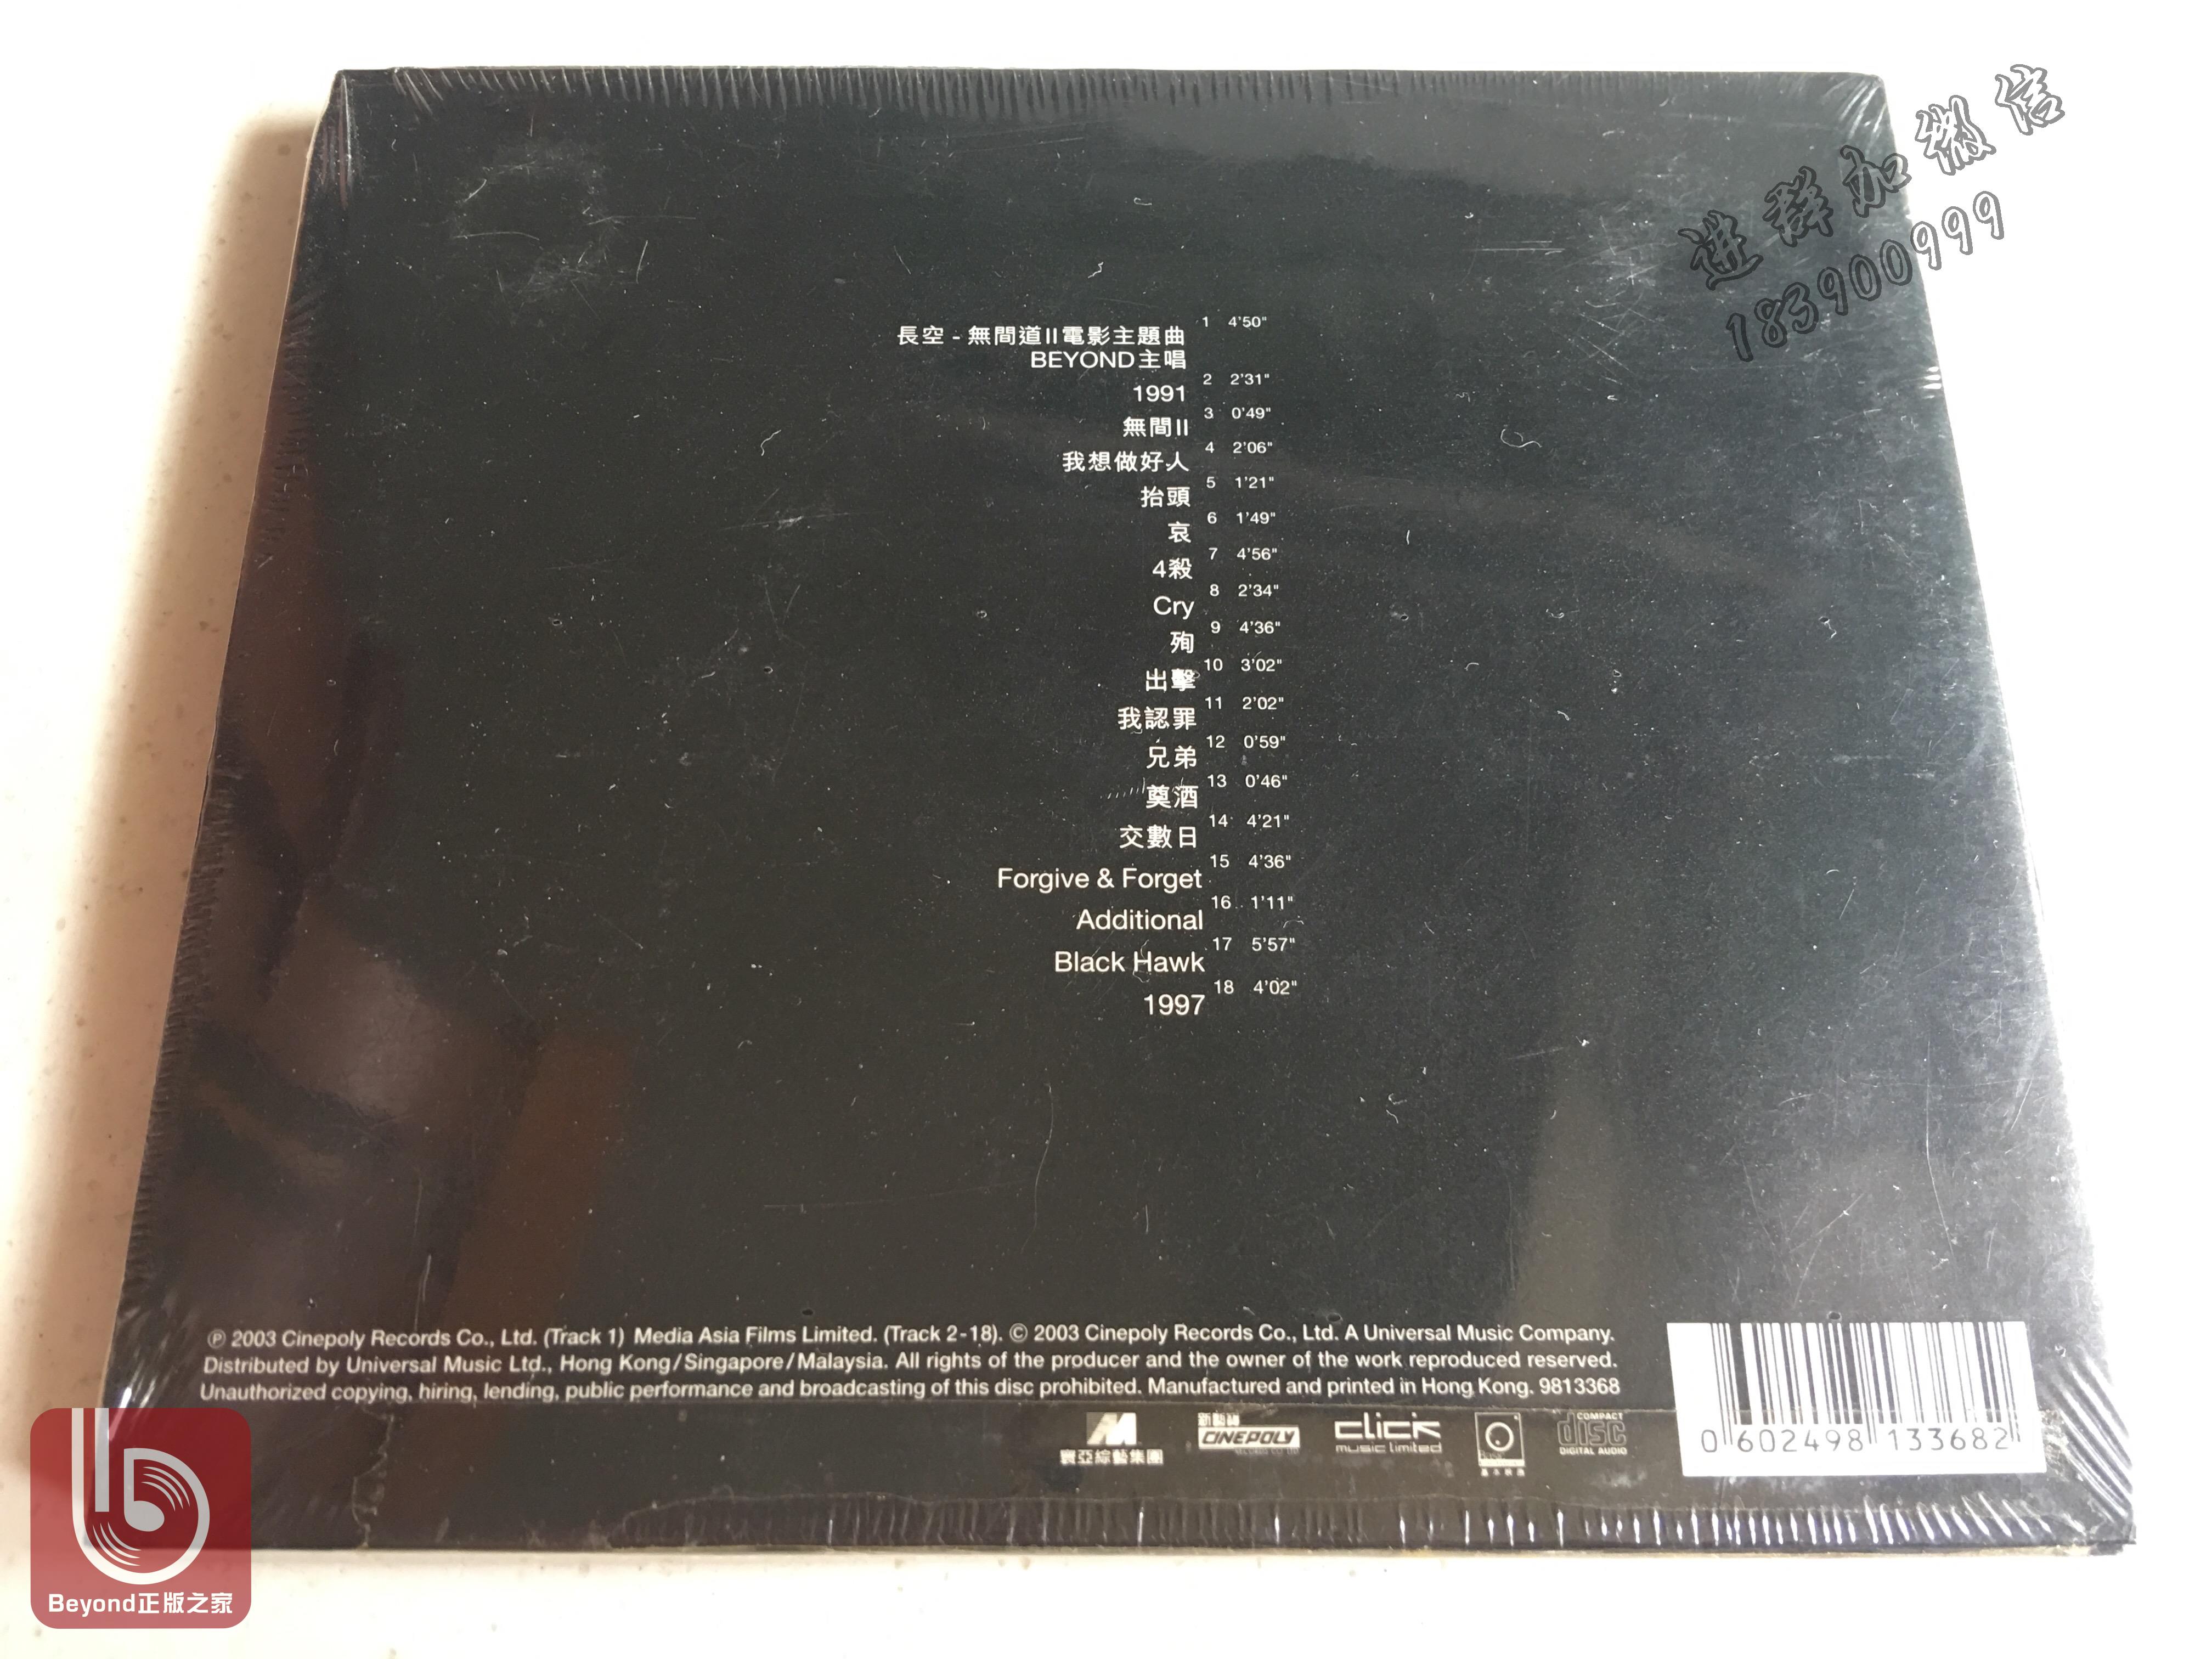 进群加微信
183900999
1 4'50"
長空 - 無間道II電影主題曲
BEYOND主唱
2 2'31"
1991
3 0'49"
無間II
4 2'06"
我想做好人
5 1'21"
抬頭
6 1'49"
哀
7 4'56"
4殺
8 2'34"
Cry
9 4'36"
殉
10 3'02"
出擊
11 2'02"
我認罪
12 0'59"
兄弟
13 0'46"
奠酒
14 4'21"
交數日
15 4'36"
Forgive & Forget
16 1'11"
Additional
17 5'57"
Black Hawk
18 4'02"
1997
℗ 2003 Cinepoly Records Co., Ltd. (Track 1) Media Asia Films Limited. (Track 2-18). © 2003 Cinepoly Records Co., Ltd. A Universal Music Company.
Distributed by Universal Music Ltd., Hong Kong/Singapore/Malaysia. All rights of the producer and the owner of the work reproduced reserved.
Unauthorized copying, hiring, lending, public performance and broadcasting of this disc prohibited. Manufactured and printed in Hong Kong. 9813368
寰亞綜藝集團
新藝寶
CINEPOLY
click
music limited
COMPACT
disc
DIGITAL AUDIO
0 602498 133682
Beyond正版之家